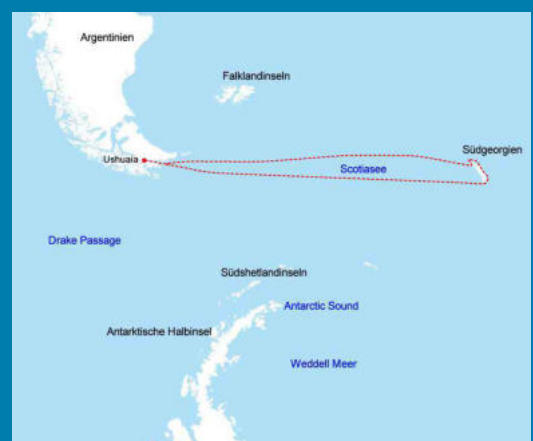 Argentinien
Falklandinseln
Südgeorgien
Ushuaia
Scotiasee
Drake Passage
Südshetlandinseln
Antarctic Sound
Antarktische Halbinsel
Weddell Meer